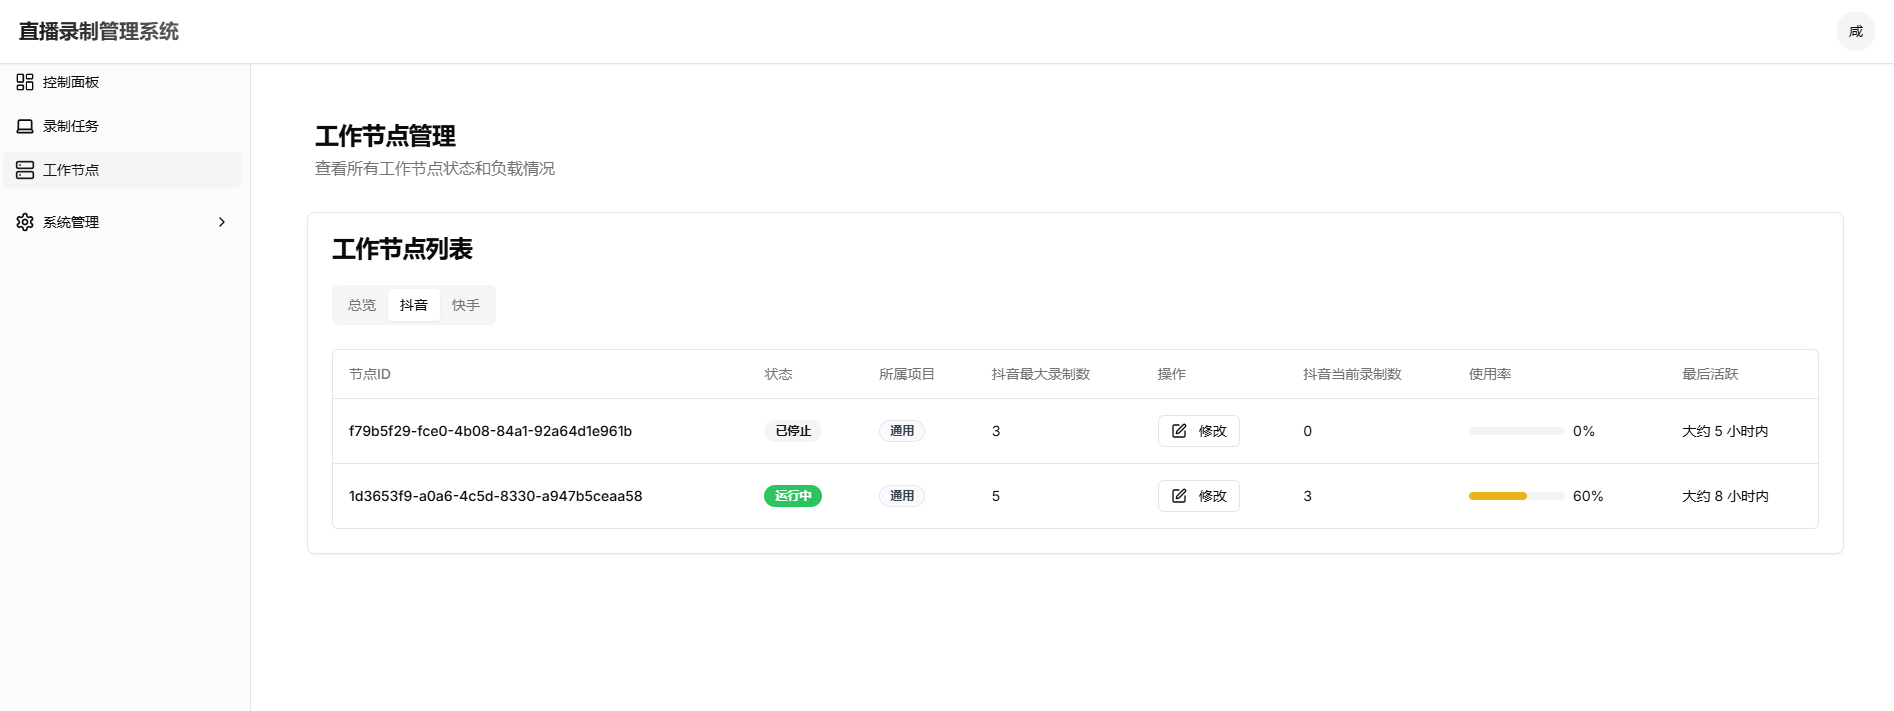 直播录制管理系统
咸
控制面板
录制任务
工作节点
系统管理
工作节点管理
查看所有工作节点状态和负载情况
工作节点列表
总览 抖音 快手
节点ID 状态 所属项目 抖音最大录制数 操作 抖音当前录制数 使用率 最后活跃
f79b5f29-fce0-4b08-84a1-92a64d1e961b 已停止 通用 3 修改 0 0% 大约 5 小时内
1d3653f9-a0a6-4c5d-8330-a947b5ceaa58 运行中 通用 5 修改 3 60% 大约 8 小时内